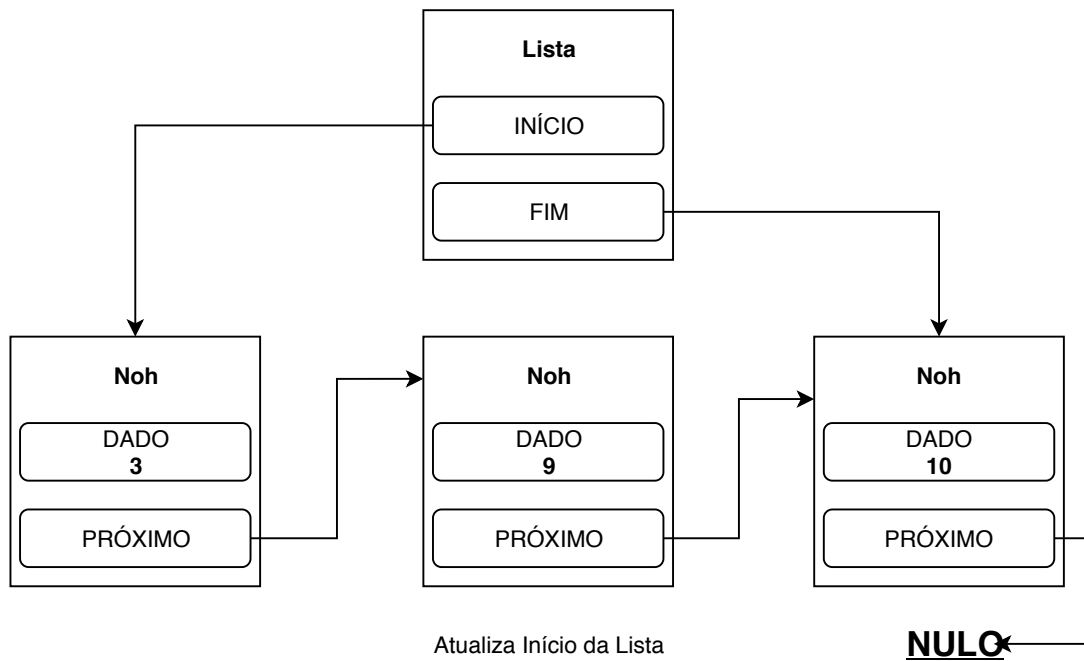 Lista
INÍCIO
FIM
Noh
DADO
3
PRÓXIMO
Noh
DADO
9
PRÓXIMO
Noh
DADO
10
PRÓXIMO
Atualiza Início da Lista
NULO